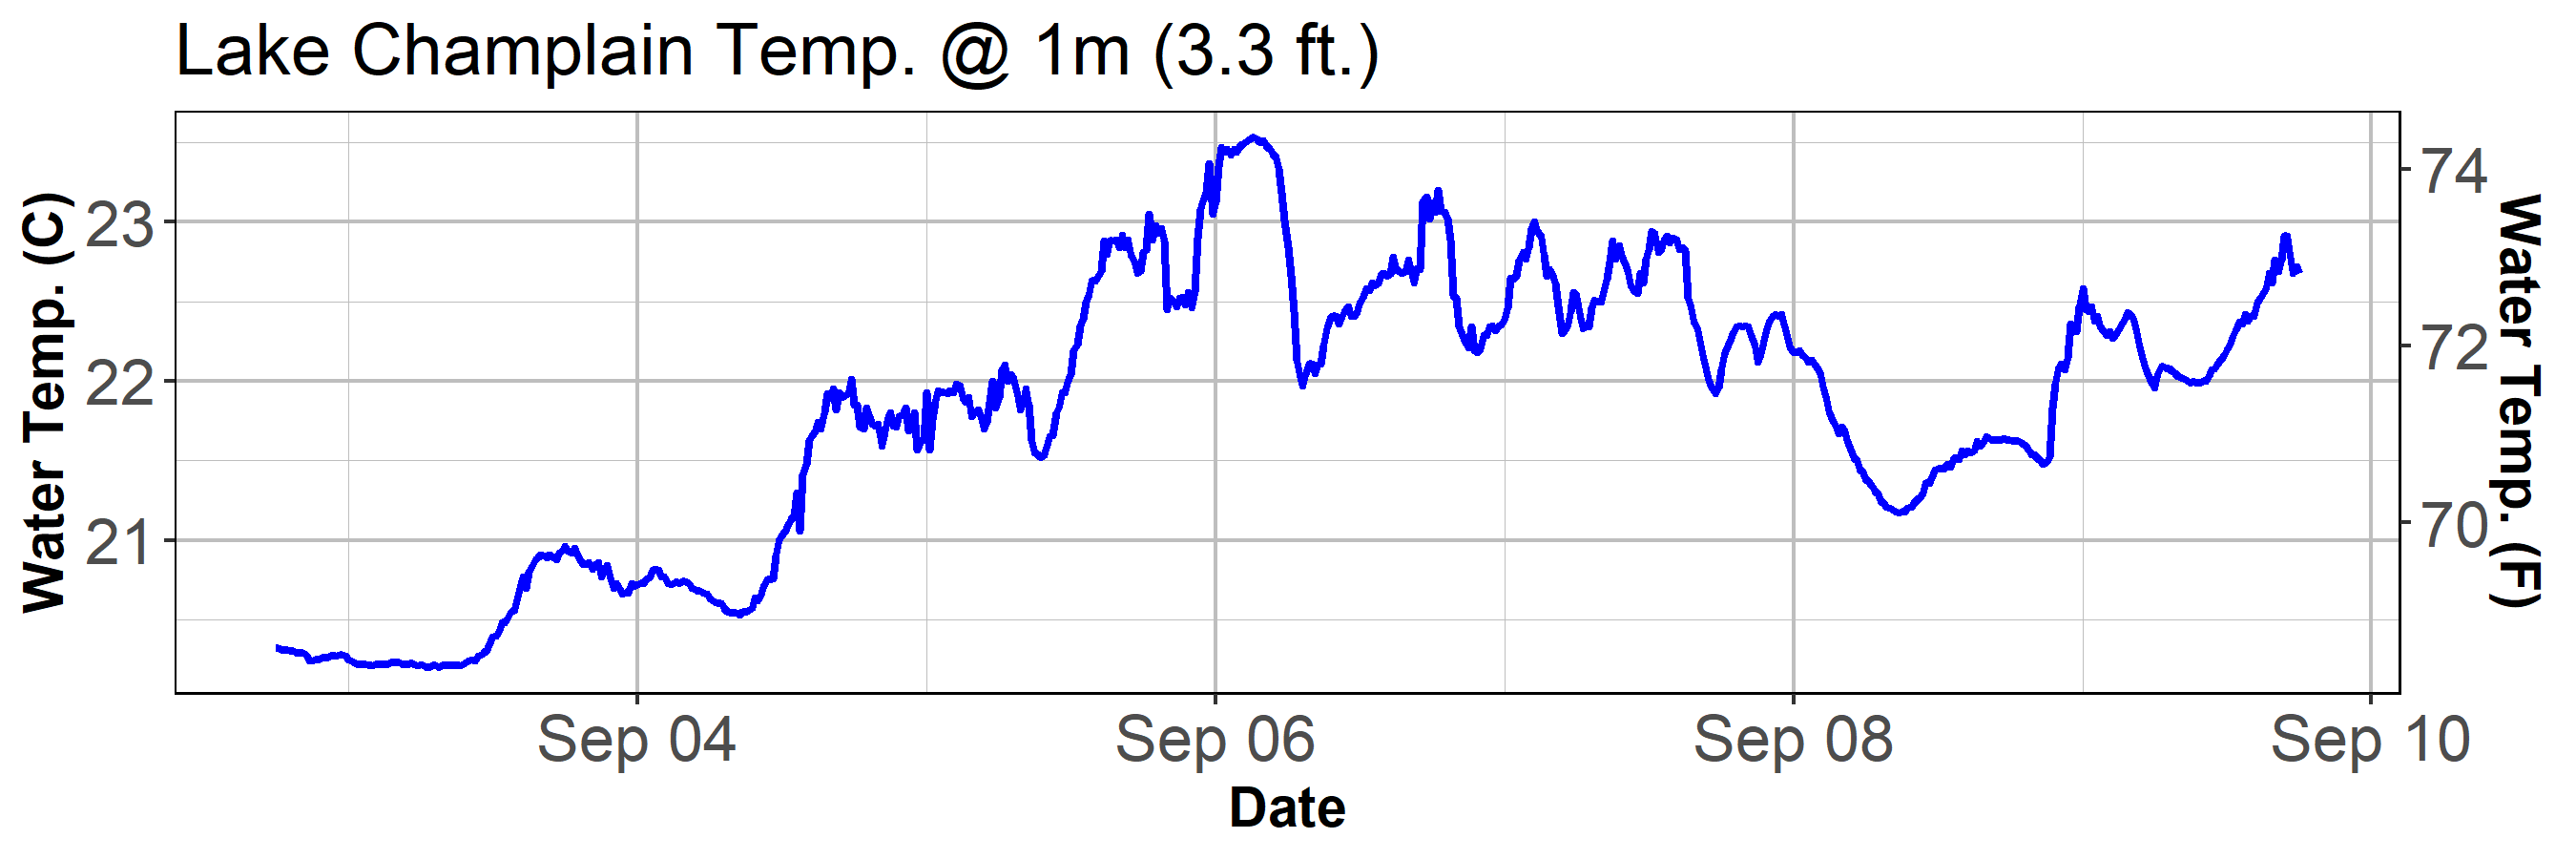 Lake Champlain Temp. @ 1m (3.3 ft.)
Water Temp. (C)
23
22
21
74
72
70
Water Temp. (F)
Sep 04
Sep 06
Sep 08
Sep 10
Date